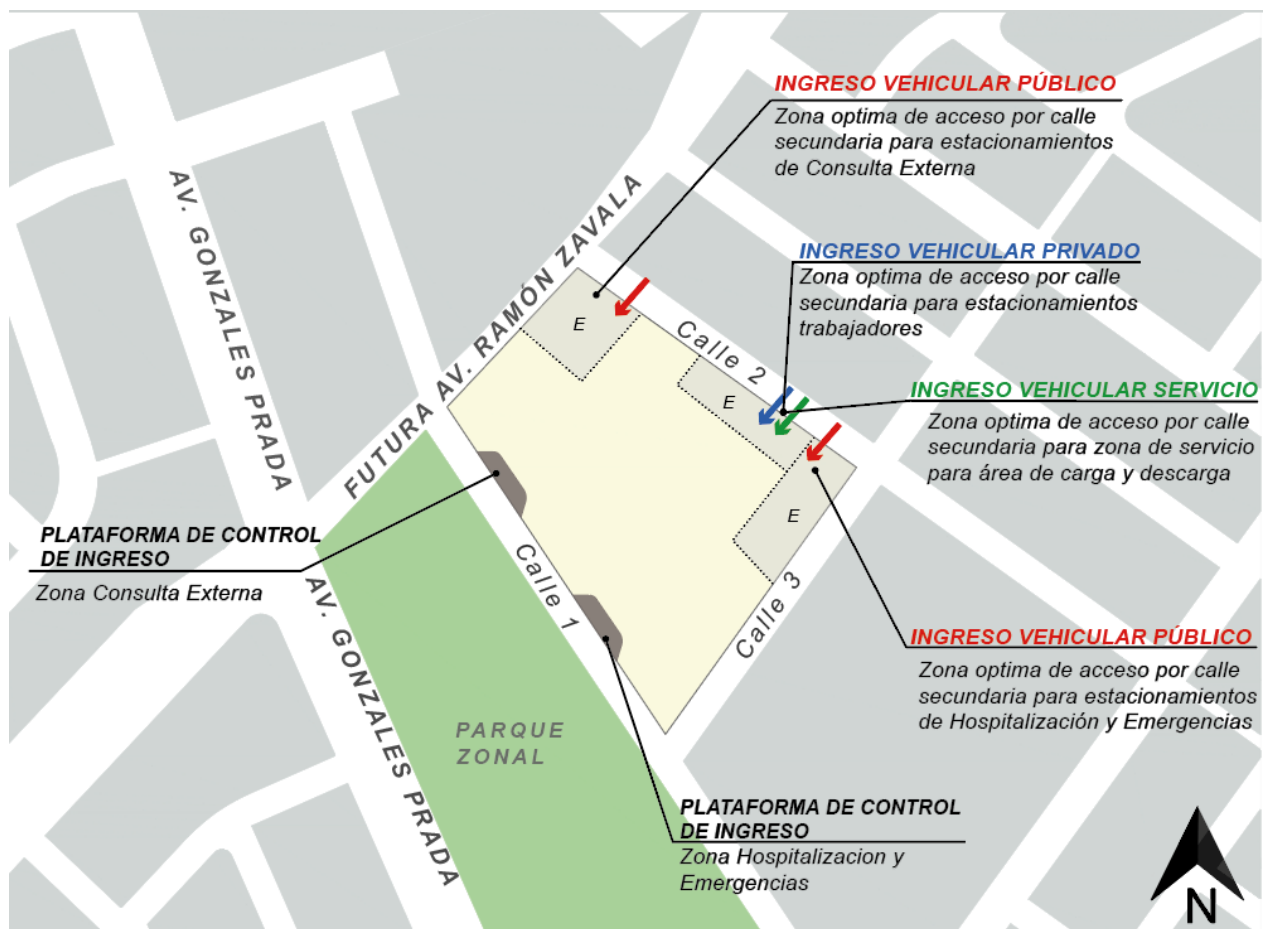 INGRESO VEHICULAR PÚBLICO
Zona optima de acceso por calle
secundaria para estacionamientos
de Consulta Externa
AV. GONZALES PRADA
FUTURA AV. RAMÓN ZAVALA
INGRESO VEHICULAR PRIVADO
Zona optima de acceso por calle
secundaria para estacionamientos
trabajadores
E
Calle 2
E
INGRESO VEHICULAR SERVICIO
Zona optima de acceso por calle
secundaria para zona de servicio
para área de carga y descarga
E
PLATAFORMA DE CONTROL
DE INGRESO
Zona Consulta Externa
Calle 1
Calle 3
AV. GONZALES PRADA
INGRESO VEHICULAR PÚBLICO
Zona optima de acceso por calle
secundaria para estacionamientos
de Hospitalización y Emergencias
PARQUE
ZONAL
PLATAFORMA DE CONTROL
DE INGRESO
Zona Hospitalizacion y
Emergencias
N